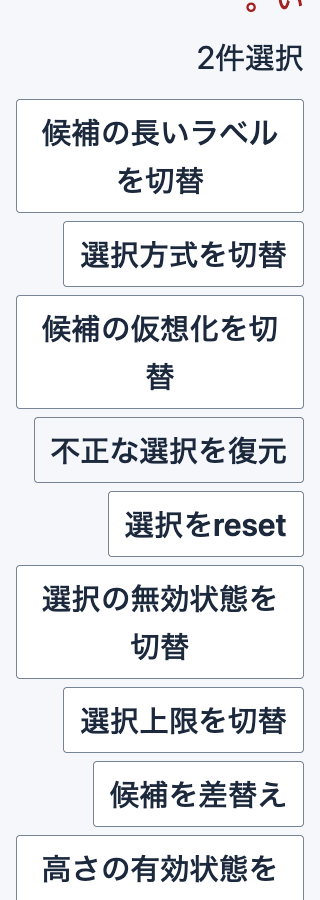 い。
2件選択
候補の長いラベル
を切替
選択方式を切替
候補の仮想化を切
替
不正な選択を復元
選択をreset
選択の無効状態を
切替
選択上限を切替
候補を差替え
高さの有効状態を